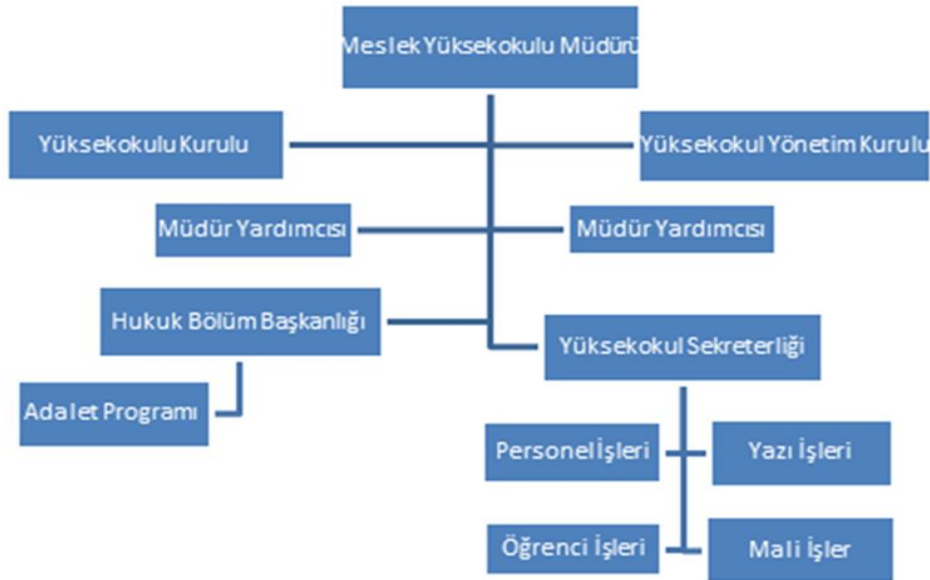 Meslek Yüksekokulu Müdürü
Yüksekokulu Kurulu
Yüksekokul Yönetim Kurulu
Müdür Yardımcısı
Müdür Yardımcısı
Hukuk Bölüm Başkanlığı
Yüksekokul Sekreterliği
Adalet Programı
Personel İşleri
Yazı İşleri
Öğrenci İşleri
Mali İşler